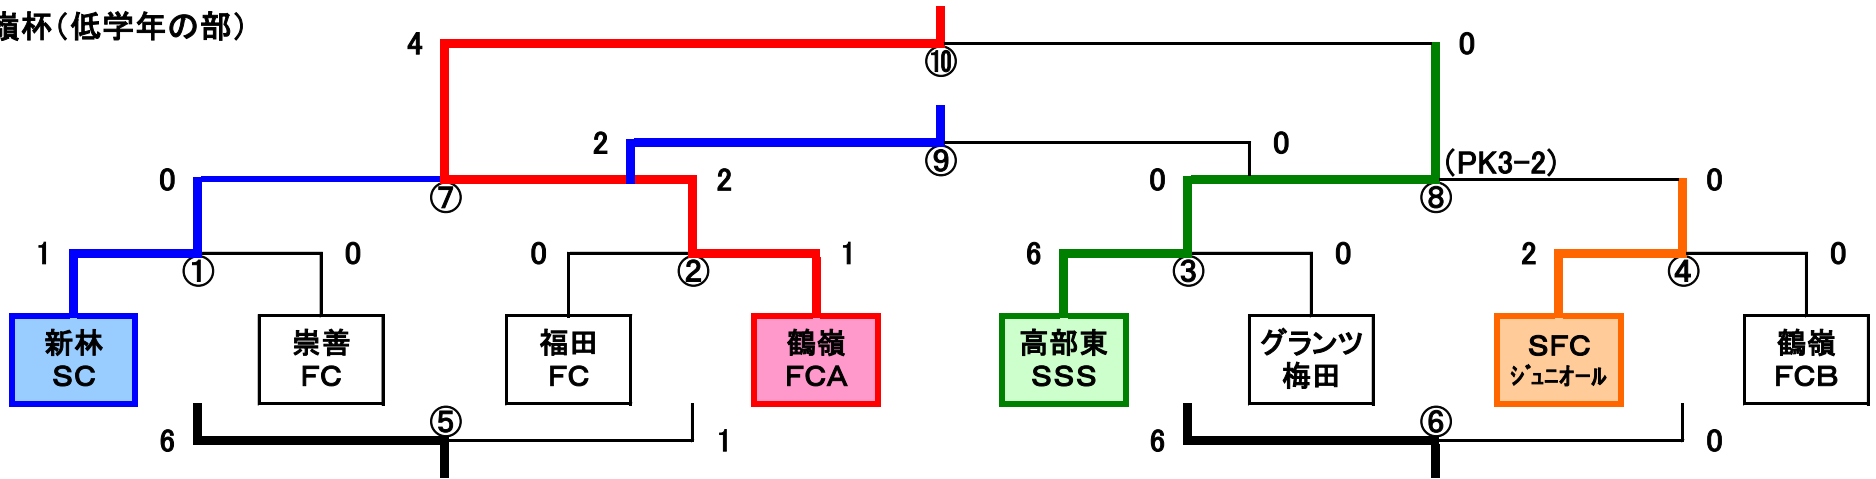 嶺杯（低学年の部）
4 ⑩ 0
2 ⑨ 0
0 ⑦ 2 0 ⑧ (PK3-2) 0
1 ① 0 0 ② 1 6 ③ 0 2 ④ 0
新林
SC
崇善
FC
福田
FC
鶴嶺
FCA
高部東
SSS
グランツ
梅田
SFC
ｼﾞｭﾆｵｰﾙ
鶴嶺
FCB
6 ⑤ 1 6 ⑥ 0